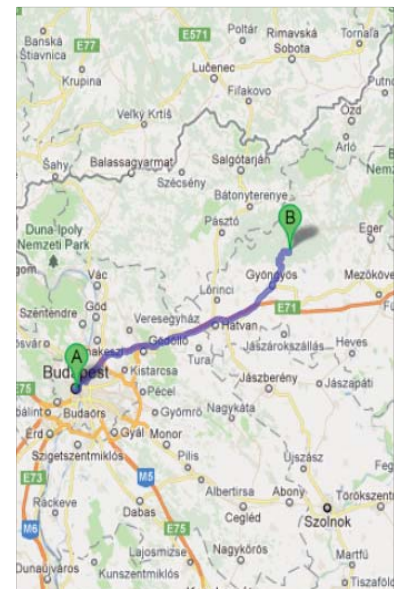 Banská
Štiavnica
E77
Krupina
E571
Poltár
Rimavská
Sobota
Tornaľa
Lučenec
Fiľakovo
Putno
Veľký Krtíš
Ózd
Arló
Šahy
Balassagyarmat
Salgótarján
Szécsény
Bátonyterenye
Duna-Ipoly
Nemzeti Park
Pásztó
B
Eger
Vác
Gyöngyös
Mezőköve
Lőrinci
E71
Göd
Szentendre
Veresegyház
Hatvan
Gödöllő
Tura
Jászárokszállás
Heves
A
Budapest
Kistarcsa
Pécel
Jászberény
Jászapáti
E75
Budaörs
Gyömrő
Nagykáta
Érd
Gyál
Monor
Szigetszentmiklós
Pilis
Újszász
E73
M5
Albertirsa
Abony
Törökszent
Ráckeve
Dabas
Cegléd
Szolnok
M6
E75
Lajosmizse
Nagykőrös
Martfű
Dunaújváros
Kunszentmiklós
Tiszaföld